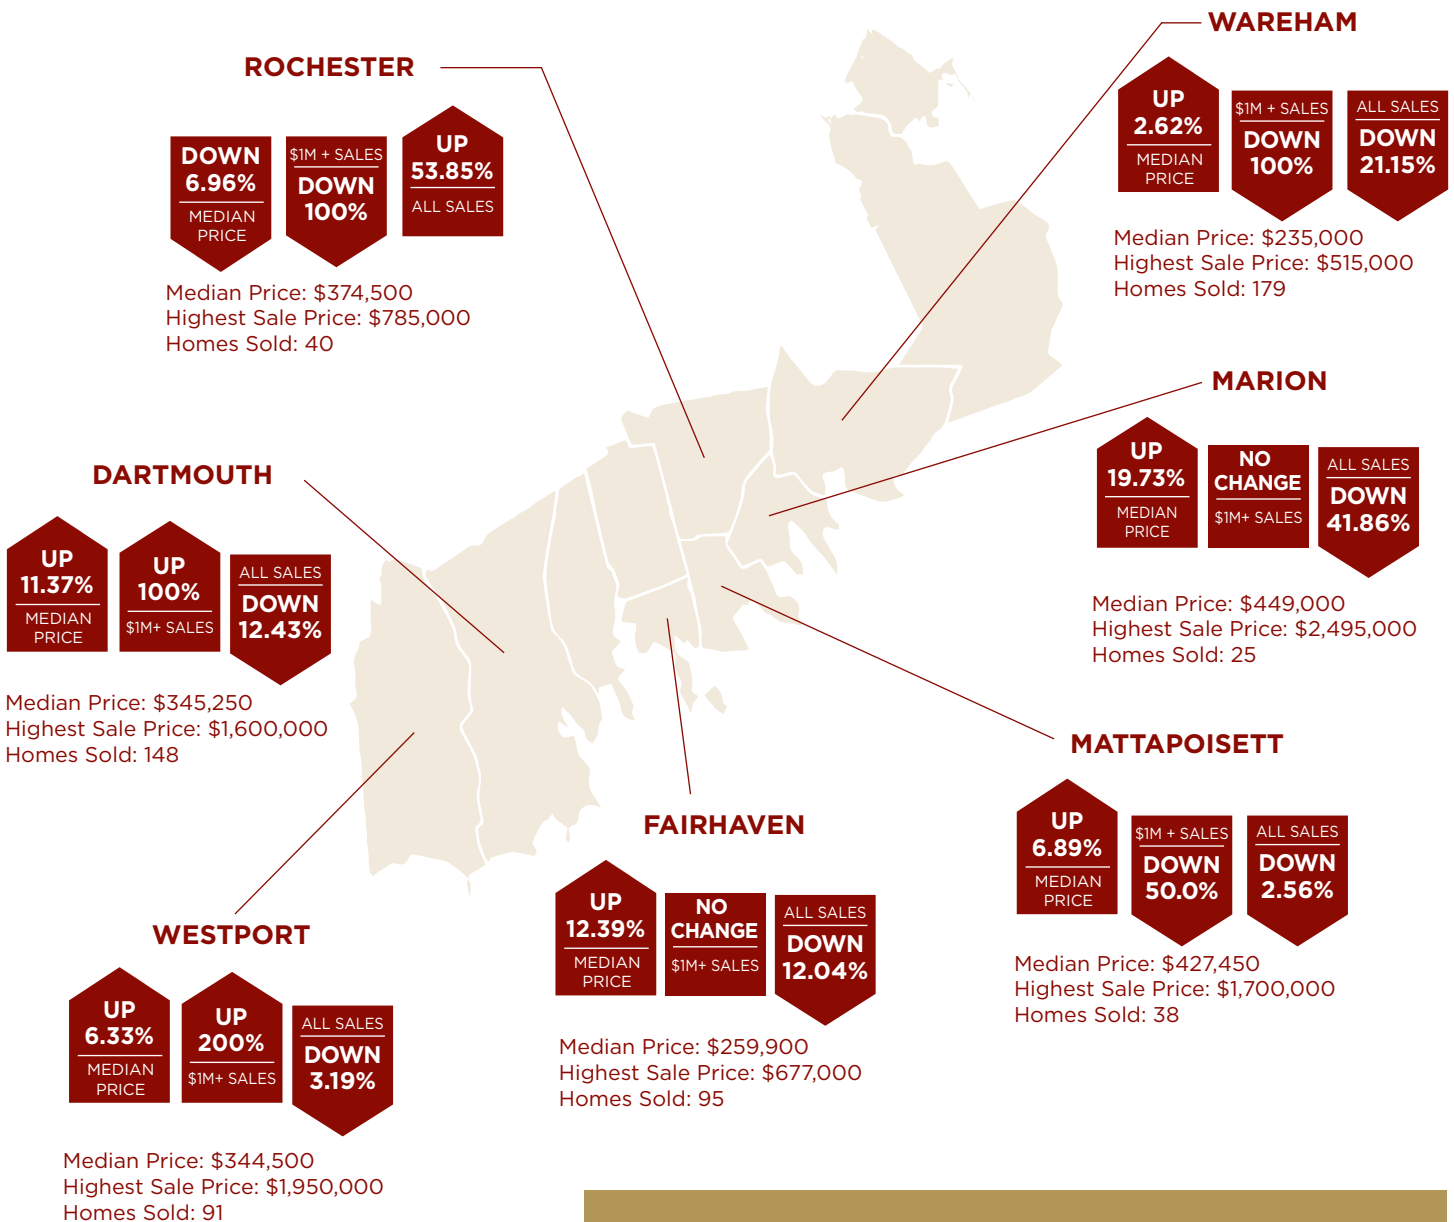 WAREHAM
UP
2.62%
MEDIAN
PRICE
$1M + SALES
DOWN
100%
ALL SALES
DOWN
21.15%
Median Price: $235,000
Highest Sale Price: $515,000
Homes Sold: 179
ROCHESTER
DOWN
6.96%
MEDIAN
PRICE
$1M + SALES
DOWN
100%
UP
53.85%
ALL SALES
Median Price: $374,500
Highest Sale Price: $785,000
Homes Sold: 40
MARION
UP
19.73%
MEDIAN
PRICE
NO
CHANGE
$1M+ SALES
ALL SALES
DOWN
41.86%
Median Price: $449,000
Highest Sale Price: $2,495,000
Homes Sold: 25
DARTMOUTH
UP
11.37%
MEDIAN
PRICE
UP
100%
$1M+ SALES
ALL SALES
DOWN
12.43%
Median Price: $345,250
Highest Sale Price: $1,600,000
Homes Sold: 148
MATTAPOISETT
UP
6.89%
MEDIAN
PRICE
$1M + SALES
DOWN
50.0%
ALL SALES
DOWN
2.56%
Median Price: $427,450
Highest Sale Price: $1,700,000
Homes Sold: 38
FAIRHAVEN
UP
12.39%
MEDIAN
PRICE
NO
CHANGE
$1M+ SALES
ALL SALES
DOWN
12.04%
Median Price: $259,900
Highest Sale Price: $677,000
Homes Sold: 95
WESTPORT
UP
6.33%
MEDIAN
PRICE
UP
200%
$1M+ SALES
ALL SALES
DOWN
3.19%
Median Price: $344,500
Highest Sale Price: $1,950,000
Homes Sold: 91